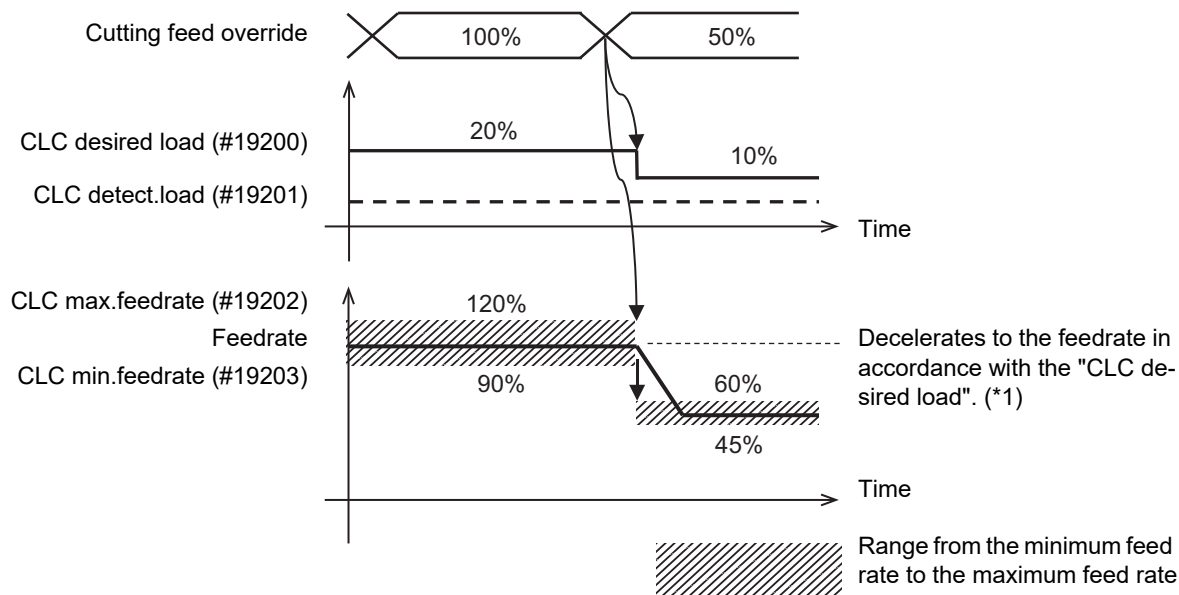 Cutting feed override
100%
50%
CLC desired load (#19200)
20%
10%
CLC detect.load (#19201)
Time
CLC max.feedrate (#19202)
120%
Feedrate
CLC min.feedrate (#19203)
90%
60%
45%
Decelerates to the feedrate in
accordance with the "CLC de-
sired load". (*1)
Time
Range from the minimum feed
rate to the maximum feed rate